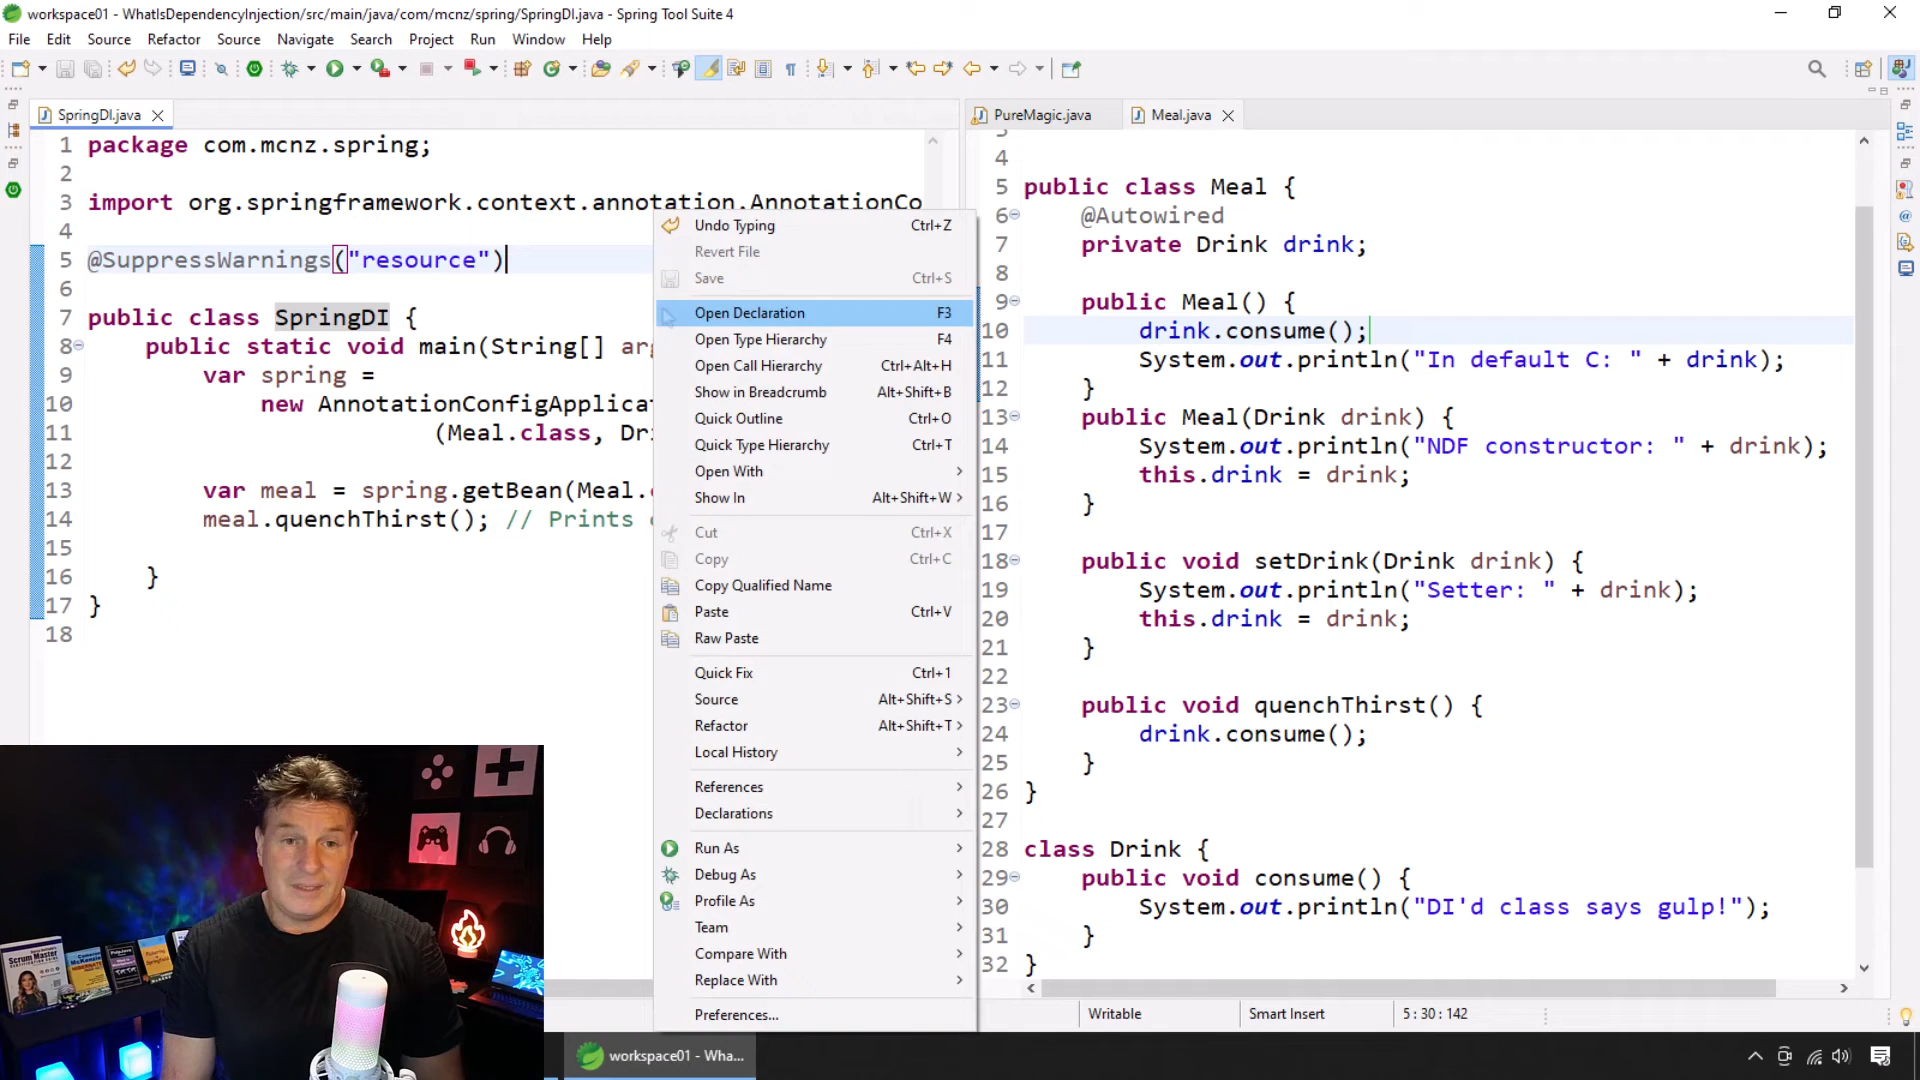 workspace01 - WhatIsDependencyInjection/src/main/java/com/mcnz/spring/SpringDI.java - Spring Tool Suite 4
File Edit Source Refactor Source Navigate Search Project Run Window Help
SpringDI.java
1 package com.mcnz.spring;
2
3 import org.springframework.context.annotation.AnnotationCo
4
5 @SuppressWarnings("resource")
6
7 public class SpringDI {
8 public static void main(String[] arg
9 var spring =
10 new AnnotationConfigApplicat
11 (Meal.class, Dri
12
13 var meal = spring.getBean(Meal.c
14 meal.quenchThirst(); // Prints
15
16 }
17 }
18
Undo Typing Ctrl+Z
Revert File
Save Ctrl+S
Open Declaration F3
Open Type Hierarchy F4
Open Call Hierarchy Ctrl+Alt+H
Show in Breadcrumb Alt+Shift+B
Quick Outline Ctrl+O
Quick Type Hierarchy Ctrl+T
Open With
Show In Alt+Shift+W
Cut Ctrl+X
Copy Ctrl+C
Copy Qualified Name
Paste Ctrl+V
Raw Paste
Quick Fix Ctrl+1
Source Alt+Shift+S
Refactor Alt+Shift+T
Local History
References
Declarations
Run As
Debug As
Profile As
Team
Compare With
Replace With
Preferences...
PureMagic.java Meal.java
4
5 public class Meal {
6 @Autowired
7 private Drink drink;
8
9 public Meal() {
10 drink.consume();
11 System.out.println("In default C: " + drink);
12 }
13 public Meal(Drink drink) {
14 System.out.println("NDF constructor: " + drink);
15 this.drink = drink;
16 }
17
18 public void setDrink(Drink drink) {
19 System.out.println("Setter: " + drink);
20 this.drink = drink;
21 }
22
23 public void quenchThirst() {
24 drink.consume();
25 }
26 }
27
28 class Drink {
29 public void consume() {
30 System.out.println("DI'd class says gulp!");
31 }
32 }
Writable Smart Insert 5 : 30 : 142
Scrum Master
workspace01 - Wha...